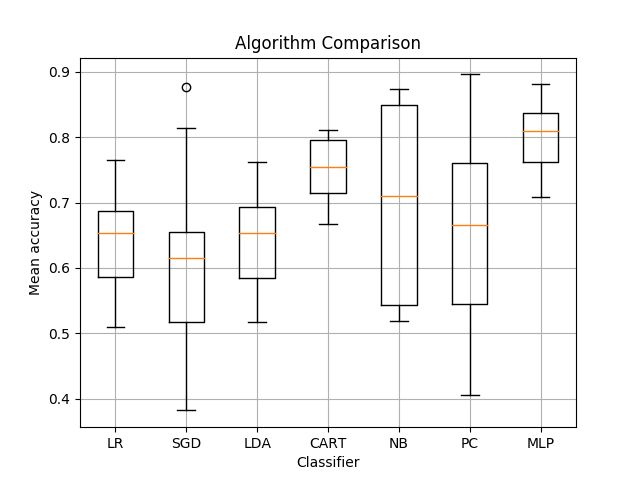 Algorithm Comparison
0.9
0.8
0.7
0.6
0.5
0.4
Mean accuracy
LR SGD LDA CART NB PC MLP
Classifier